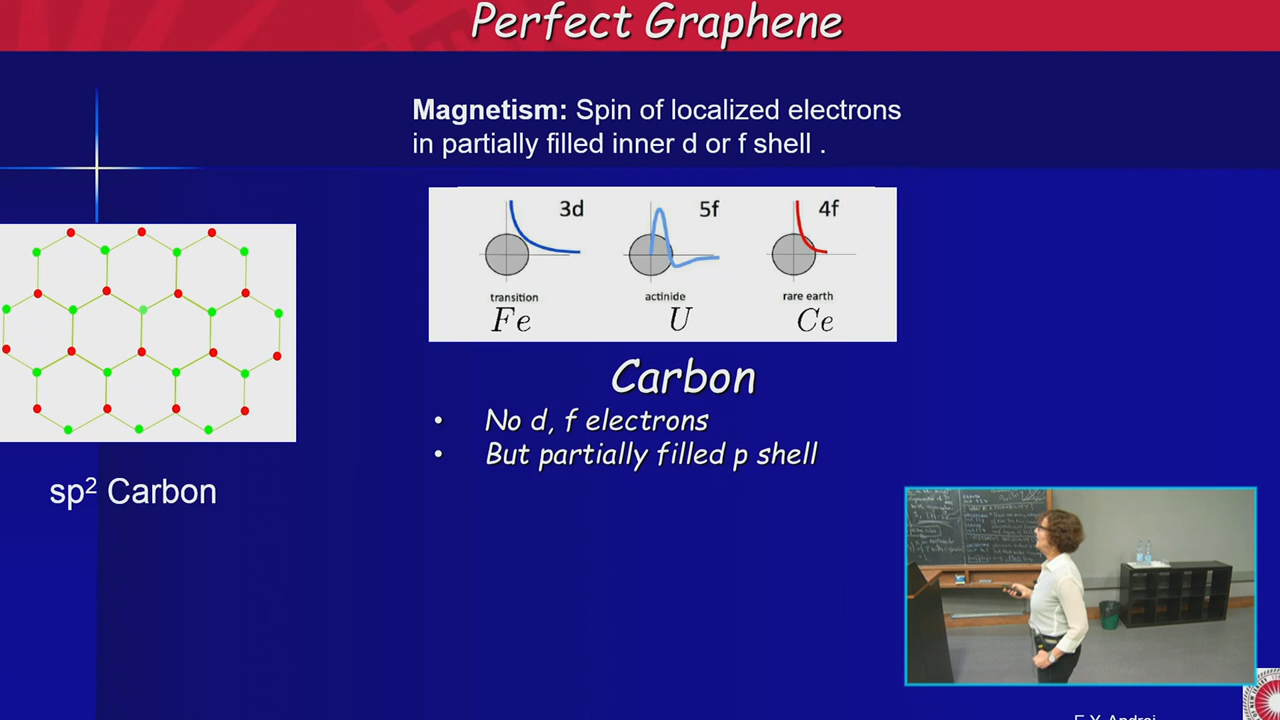 Perfect Graphene
Magnetism: Spin of localized electrons
in partially filled inner d or f shell .
3d
5f
4f
transition
actinide
rare earth
Fe
U
Ce
Carbon
• No d, f electrons
• But partially filled p shell
sp² Carbon
E.Y. Andrei